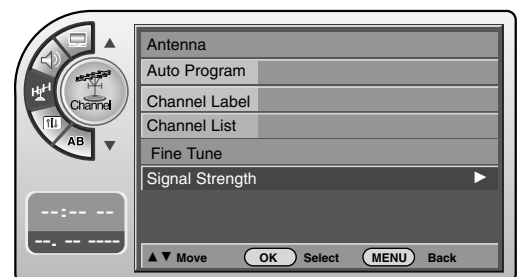 Antenna
Auto Program
Channel Label
Channel List
Fine Tune
Signal Strength ►
Channel
AB
--:-- --
--. -- ----
▲▼ Move OK Select MENU Back